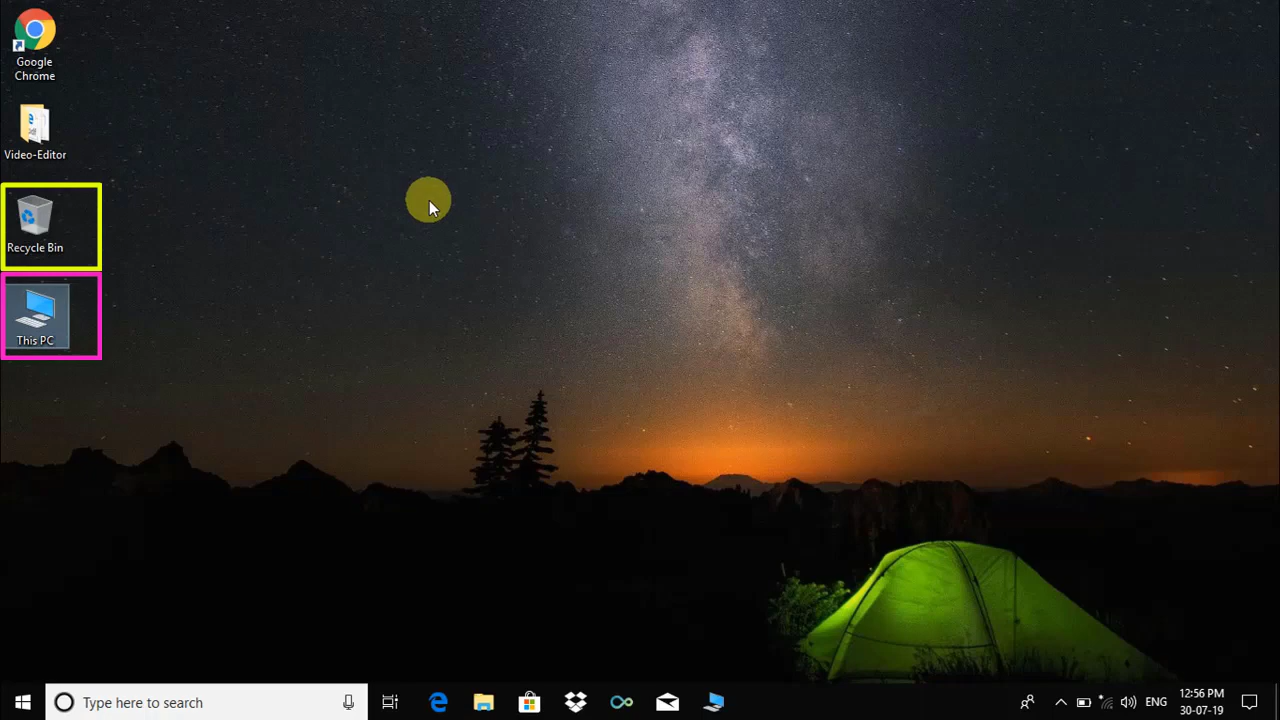 Google
Chrome
Video-Editor
Recycle Bin
This PC
Type here to search
ENG
12:56 PM
30-07-19